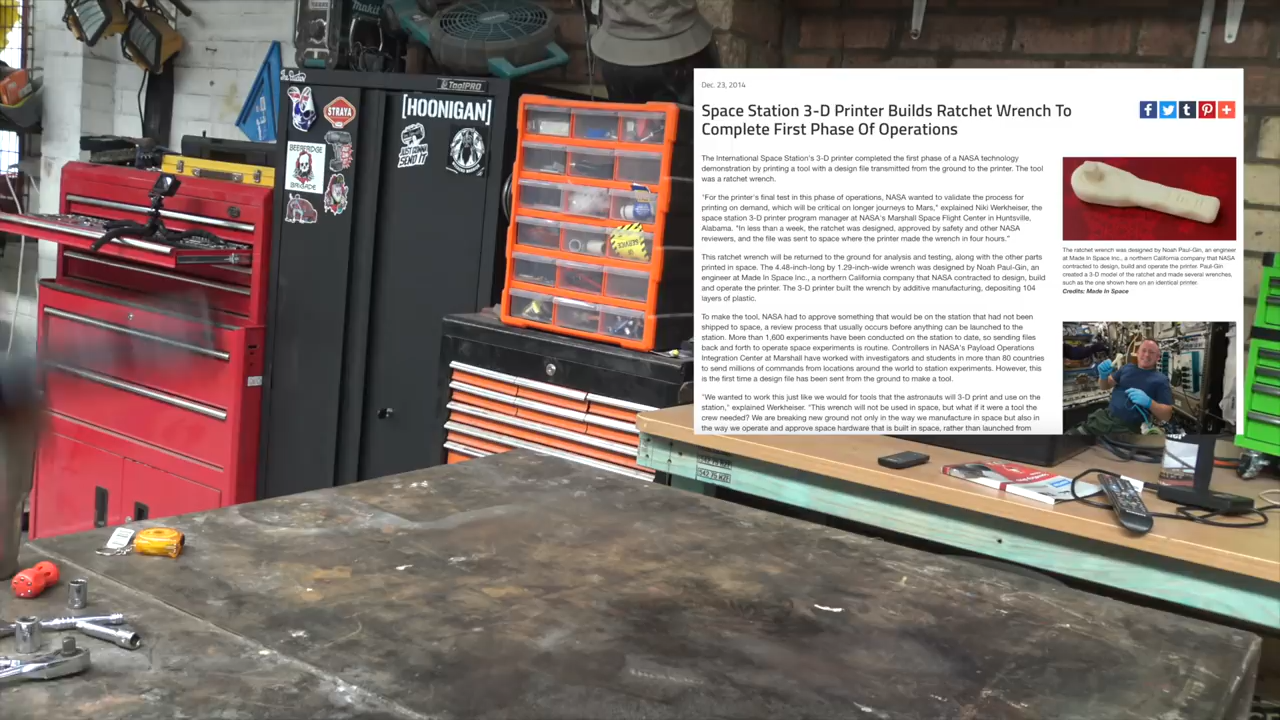 makita
The Skid Factory
ToolPRO
STRAYA
[HOONIGAN]
JUST GONNA
SEND IT
BEERERIDGE
BRIGADE
SERVICE
Dec. 23, 2014
Space Station 3-D Printer Builds Ratchet Wrench To
Complete First Phase Of Operations
The International Space Station's 3-D printer completed the first phase of a NASA technology
demonstration by printing a tool with a design file transmitted from the ground to the printer. The tool
was a ratchet wrench.
"For the printer's final test in this phase of operations, NASA wanted to validate the process for
printing on demand, which will be critical on longer journeys to Mars," explained Niki Werkheiser, the
space station 3-D printer program manager at NASA's Marshall Space Flight Center in Huntsville,
Alabama. "In less than a week, the ratchet was designed, approved by safety and other NASA
reviewers, and the file was sent to space where the printer made the wrench in four hours."
This ratchet wrench will be returned to the ground for analysis and testing, along with the other parts
printed in space. The 4.48-inch-long by 1.29-inch-wide wrench was designed by Noah Paul-Gin, an
engineer at Made In Space Inc., a northern California company that NASA contracted to design, build
and operate the printer. The 3-D printer built the wrench by additive manufacturing, depositing 104
layers of plastic.
To make the tool, NASA had to approve something that would be on the station that had not been
shipped to space, a review process that usually occurs before anything can be launched to the
station. More than 1,600 experiments have been conducted on the station to date, so sending files
back and forth to operate space experiments is routine. Controllers in NASA's Payload Operations
Integration Center at Marshall have worked with investigators and students in more than 80 countries
to send millions of commands from locations around the world to station experiments. However, this
is the first time a design file has been sent from the ground to make a tool.
"We wanted to work this just like we would for tools that the astronauts will 3-D print and use on the
station," explained Werkheiser. "This wrench will not be used in space, but what if it were a tool the
crew needed? We are breaking new ground not only in the way we manufacture in space but also in
the way we operate and approve space hardware that is built in space, rather than launched from
The ratchet wrench was designed by Noah Paul-Gin, an engineer
at Made In Space Inc., a northern California company that NASA
contracted to design, build and operate the printer. Paul-Gin
created a 3-D model of the ratchet and made several wrenches,
such as the one shown here on an identical printer.
Credits: Made In Space